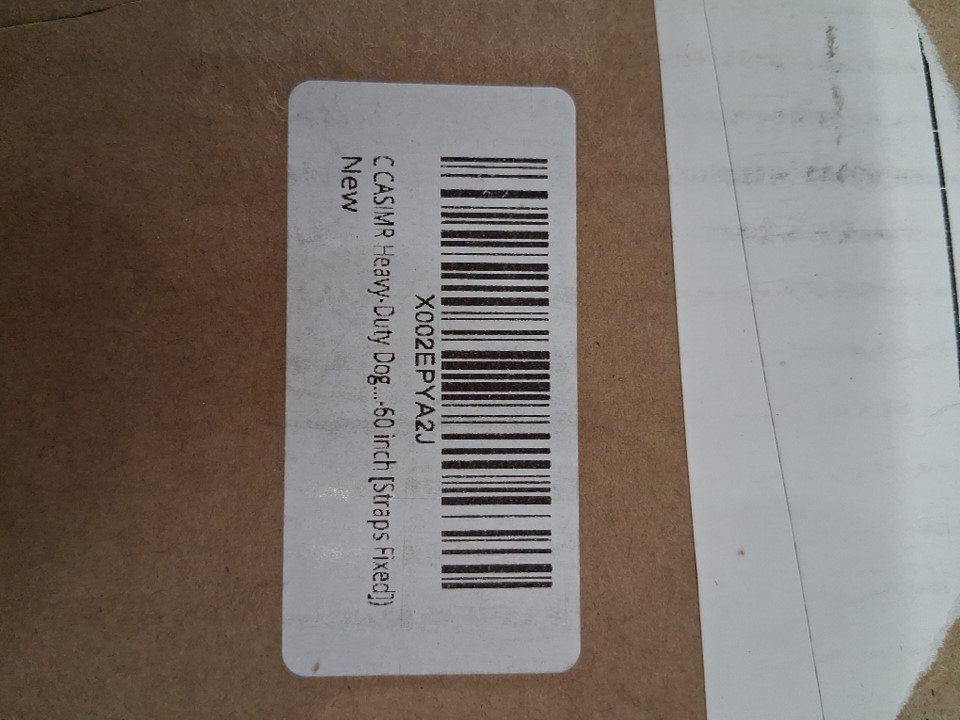 X002EPYA2J
C CASIMR Heavy-Duty Dog...-60 inch [Straps Fixed])
New